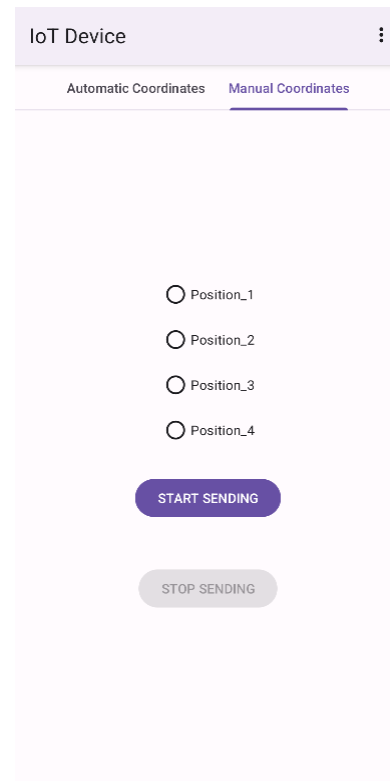 IoT Device
Automatic Coordinates Manual Coordinates
Position_1
Position_2
Position_3
Position_4
START SENDING
STOP SENDING